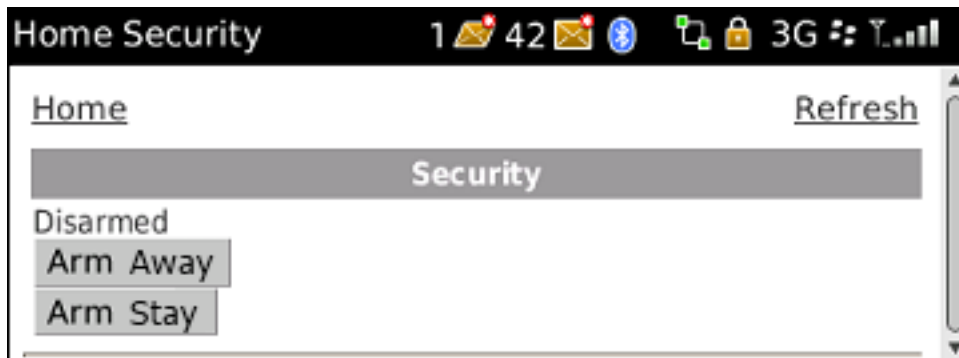 Home Security 1 42 3G
Home Refresh
Security
Disarmed
Arm Away
Arm Stay